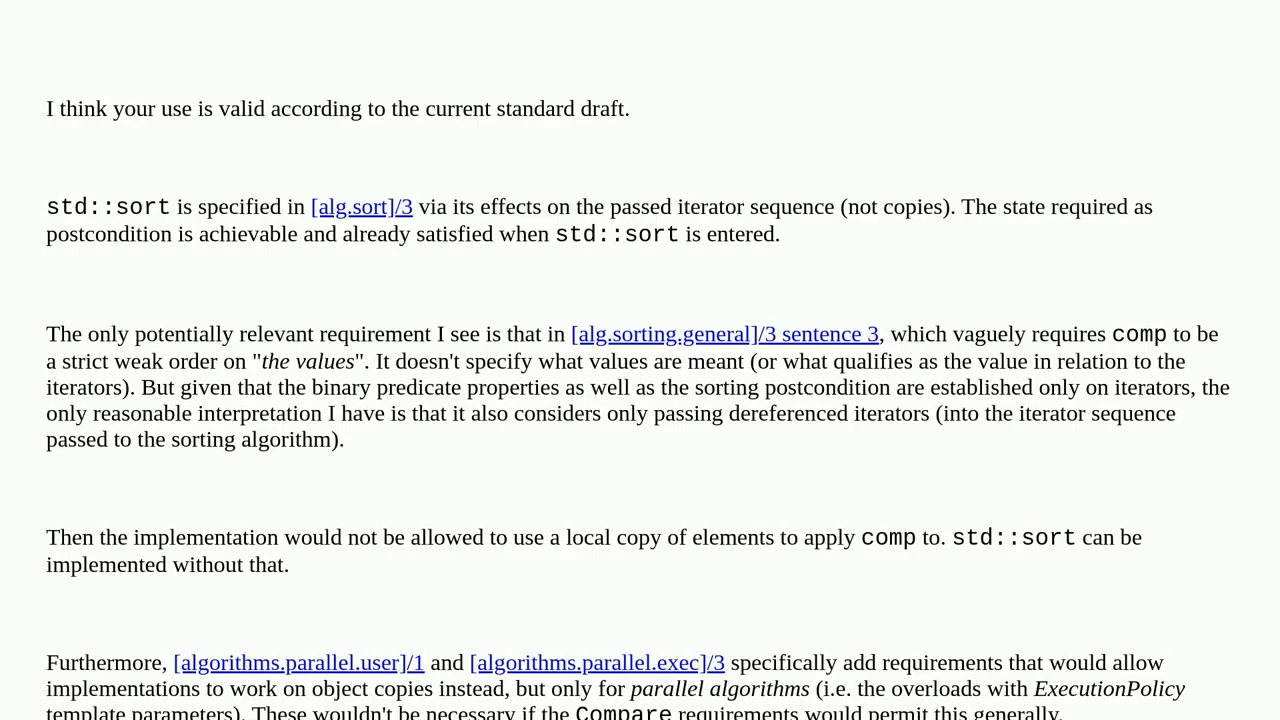 I think your use is valid according to the current standard draft.
std::sort is specified in [alg.sort]/3 via its effects on the passed iterator sequence (not copies). The state required as
postcondition is achievable and already satisfied when std::sort is entered.
The only potentially relevant requirement I see is that in [alg.sorting.general]/3 sentence 3, which vaguely requires comp to be
a strict weak order on "the values". It doesn't specify what values are meant (or what qualifies as the value in relation to the
iterators). But given that the binary predicate properties as well as the sorting postcondition are established only on iterators, the
only reasonable interpretation I have is that it also considers only passing dereferenced iterators (into the iterator sequence
passed to the sorting algorithm).
Then the implementation would not be allowed to use a local copy of elements to apply comp to. std::sort can be
implemented without that.
Furthermore, [algorithms.parallel.user]/1 and [algorithms.parallel.exec]/3 specifically add requirements that would allow
implementations to work on object copies instead, but only for parallel algorithms (i.e. the overloads with ExecutionPolicy
template parameters). These wouldn't be necessary if the Compare requirements would permit this generally.